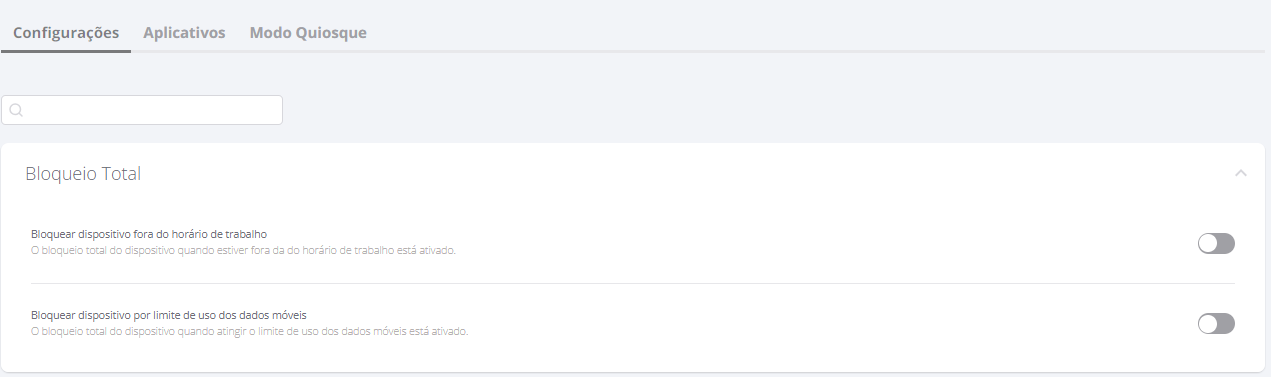 Configurações Aplicativos Modo Quiosque
Bloqueio Total
Bloquear dispositivo fora do horário de trabalho
O bloqueio total do dispositivo quando estiver fora da do horário de trabalho está ativado.
Bloquear dispositivo por limite de uso dos dados móveis
O bloqueio total do dispositivo quando atingir o limite de uso dos dados móveis está ativado.